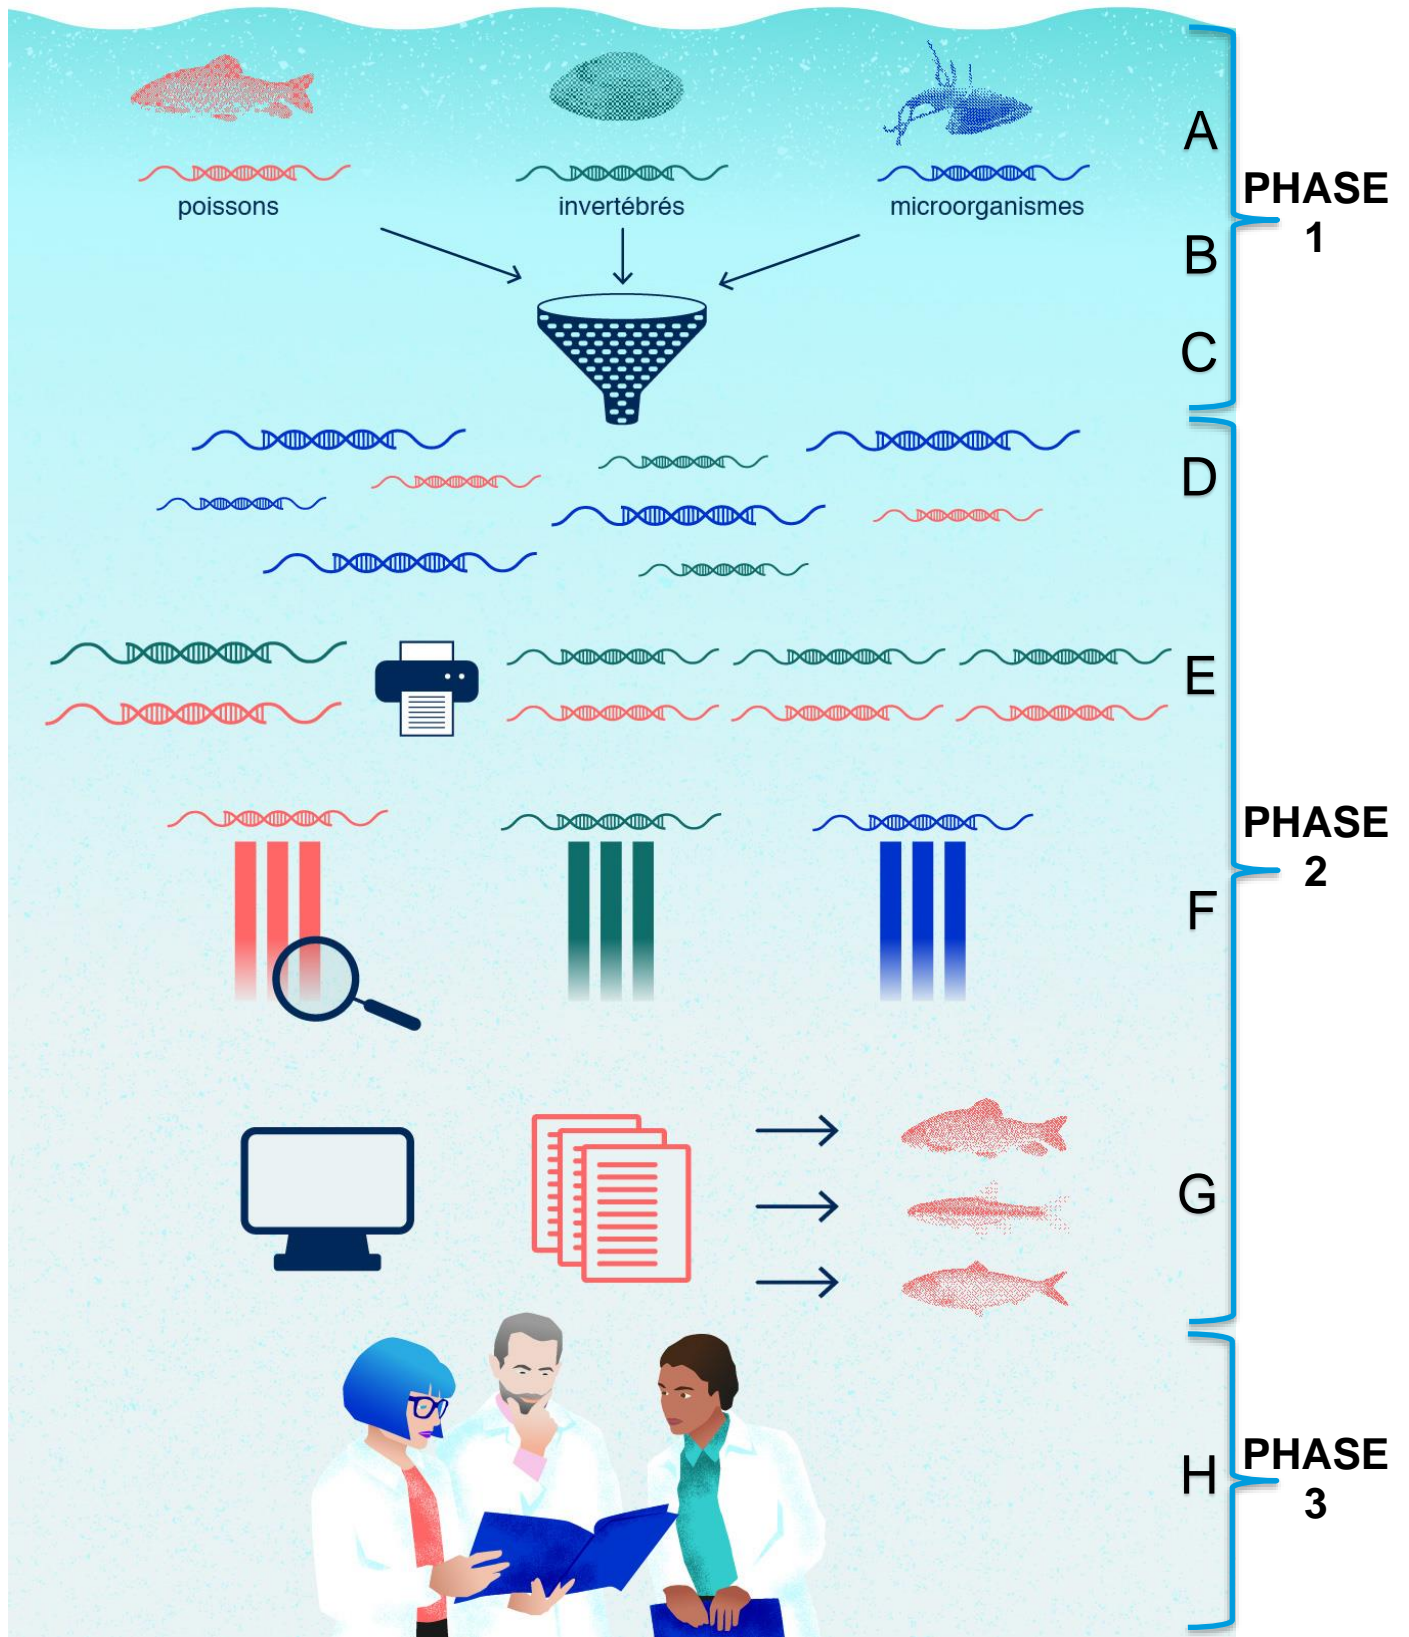 A
poissons
invertébrés
microorganismes
PHASE
1
B
C
D
E
PHASE
2
F
G
H
PHASE
3